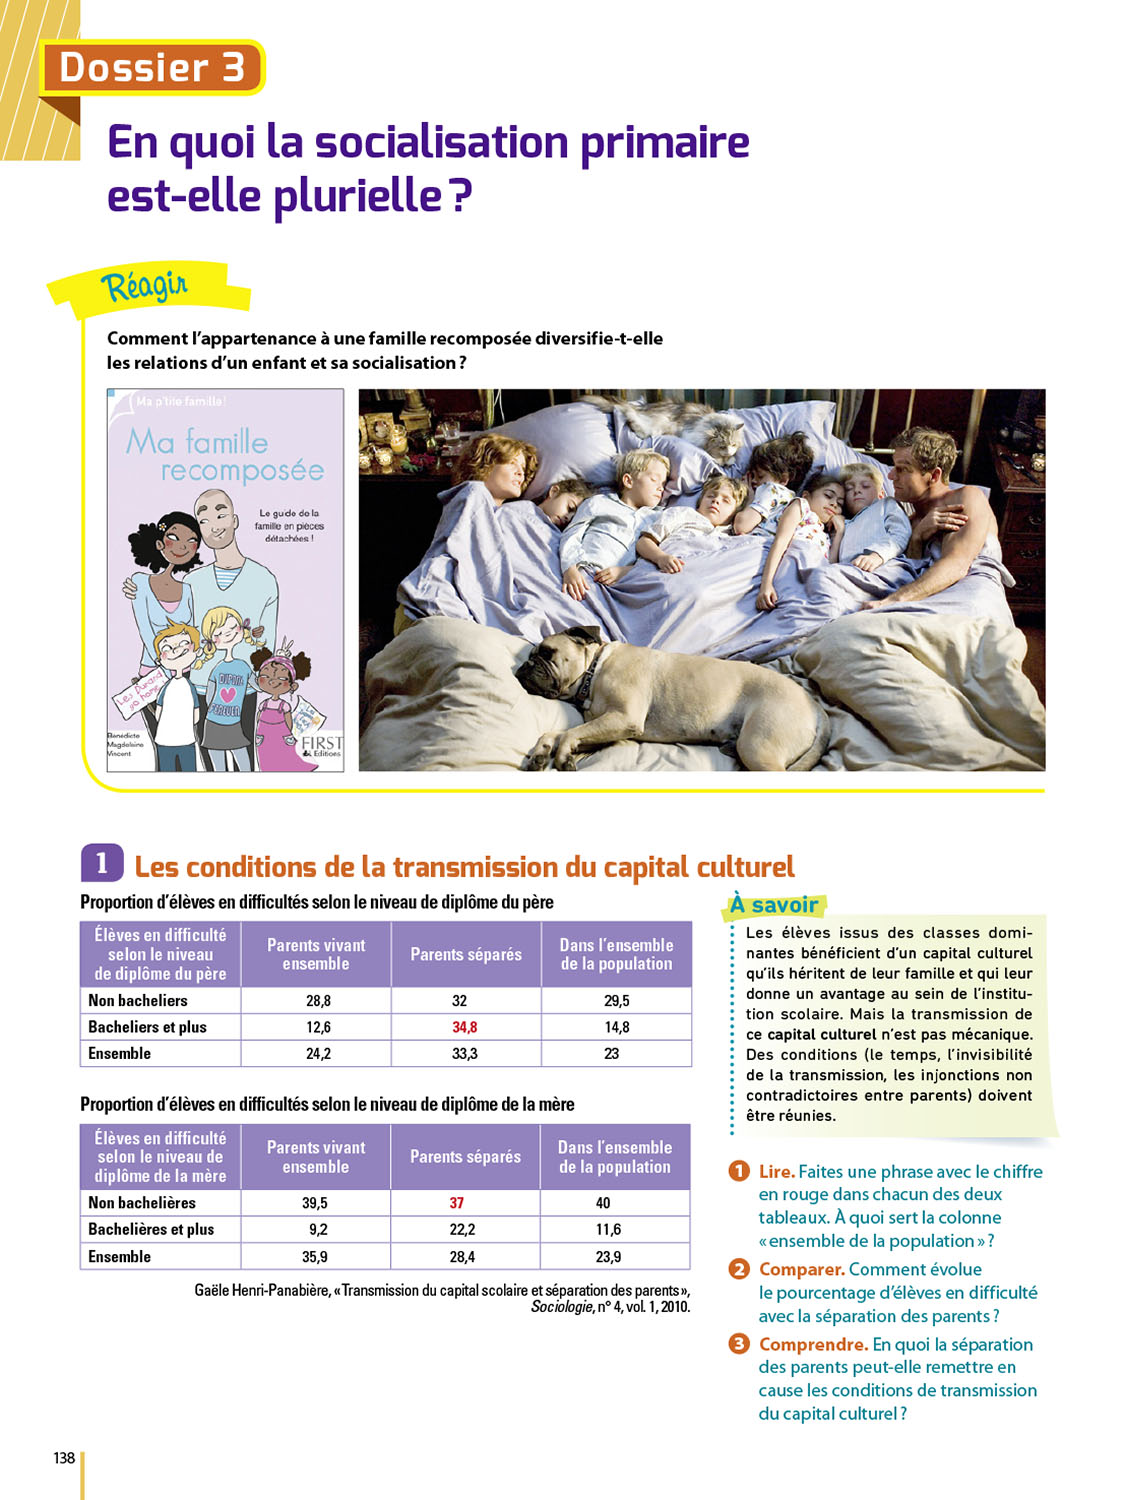 Dossier 3
En quoi la socialisation primaire
est-elle plurielle ?
Réagir
Comment l'appartenance à une famille recomposée diversifie-t-elle
les relations d'un enfant et sa socialisation ?
Ma p'tite famille !
Ma famille
recomposée
Le guide de la
famille en pièces
détachées !
Les Durand
DURAND
FOREVER
Bénédicte
Magdelaine
Vincent
FIRST
Editions
1 Les conditions de la transmission du capital culturel
Proportion d'élèves en difficultés selon le niveau de diplôme du père
Élèves en difficulté
selon le niveau
de diplôme du père
Parents vivant
ensemble
Parents séparés
Dans l'ensemble
de la population
Non bacheliers 28,8 32 29,5
Bacheliers et plus 12,6 34,8 14,8
Ensemble 24,2 33,3 23
Proportion d'élèves en difficultés selon le niveau de diplôme de la mère
Élèves en difficulté
selon le niveau de
diplôme de la mère
Parents vivant
ensemble
Parents séparés
Dans l'ensemble
de la population
Non bachelières 39,5 37 40
Bachelières et plus 9,2 22,2 11,6
Ensemble 35,9 28,4 23,9
Gaële Henri-Panabière, « Transmission du capital scolaire et séparation des parents »,
Sociologie, n° 4, vol. 1, 2010.
À savoir
Les élèves issus des classes domi-
nantes bénéficient d'un capital culturel
qu'ils héritent de leur famille et qui leur
donne un avantage au sein de l'institu-
tion scolaire. Mais la transmission de
ce capital culturel n'est pas mécanique.
Des conditions (le temps, l'invisibilité
de la transmission, les injonctions non
contradictoires entre parents) doivent
être réunies.
1 Lire. Faites une phrase avec le chiffre
en rouge dans chacun des deux
tableaux. À quoi sert la colonne
« ensemble de la population » ?
2 Comparer. Comment évolue
le pourcentage d'élèves en difficulté
avec la séparation des parents ?
3 Comprendre. En quoi la séparation
des parents peut-elle remettre en
cause les conditions de transmission
du capital culturel ?
138